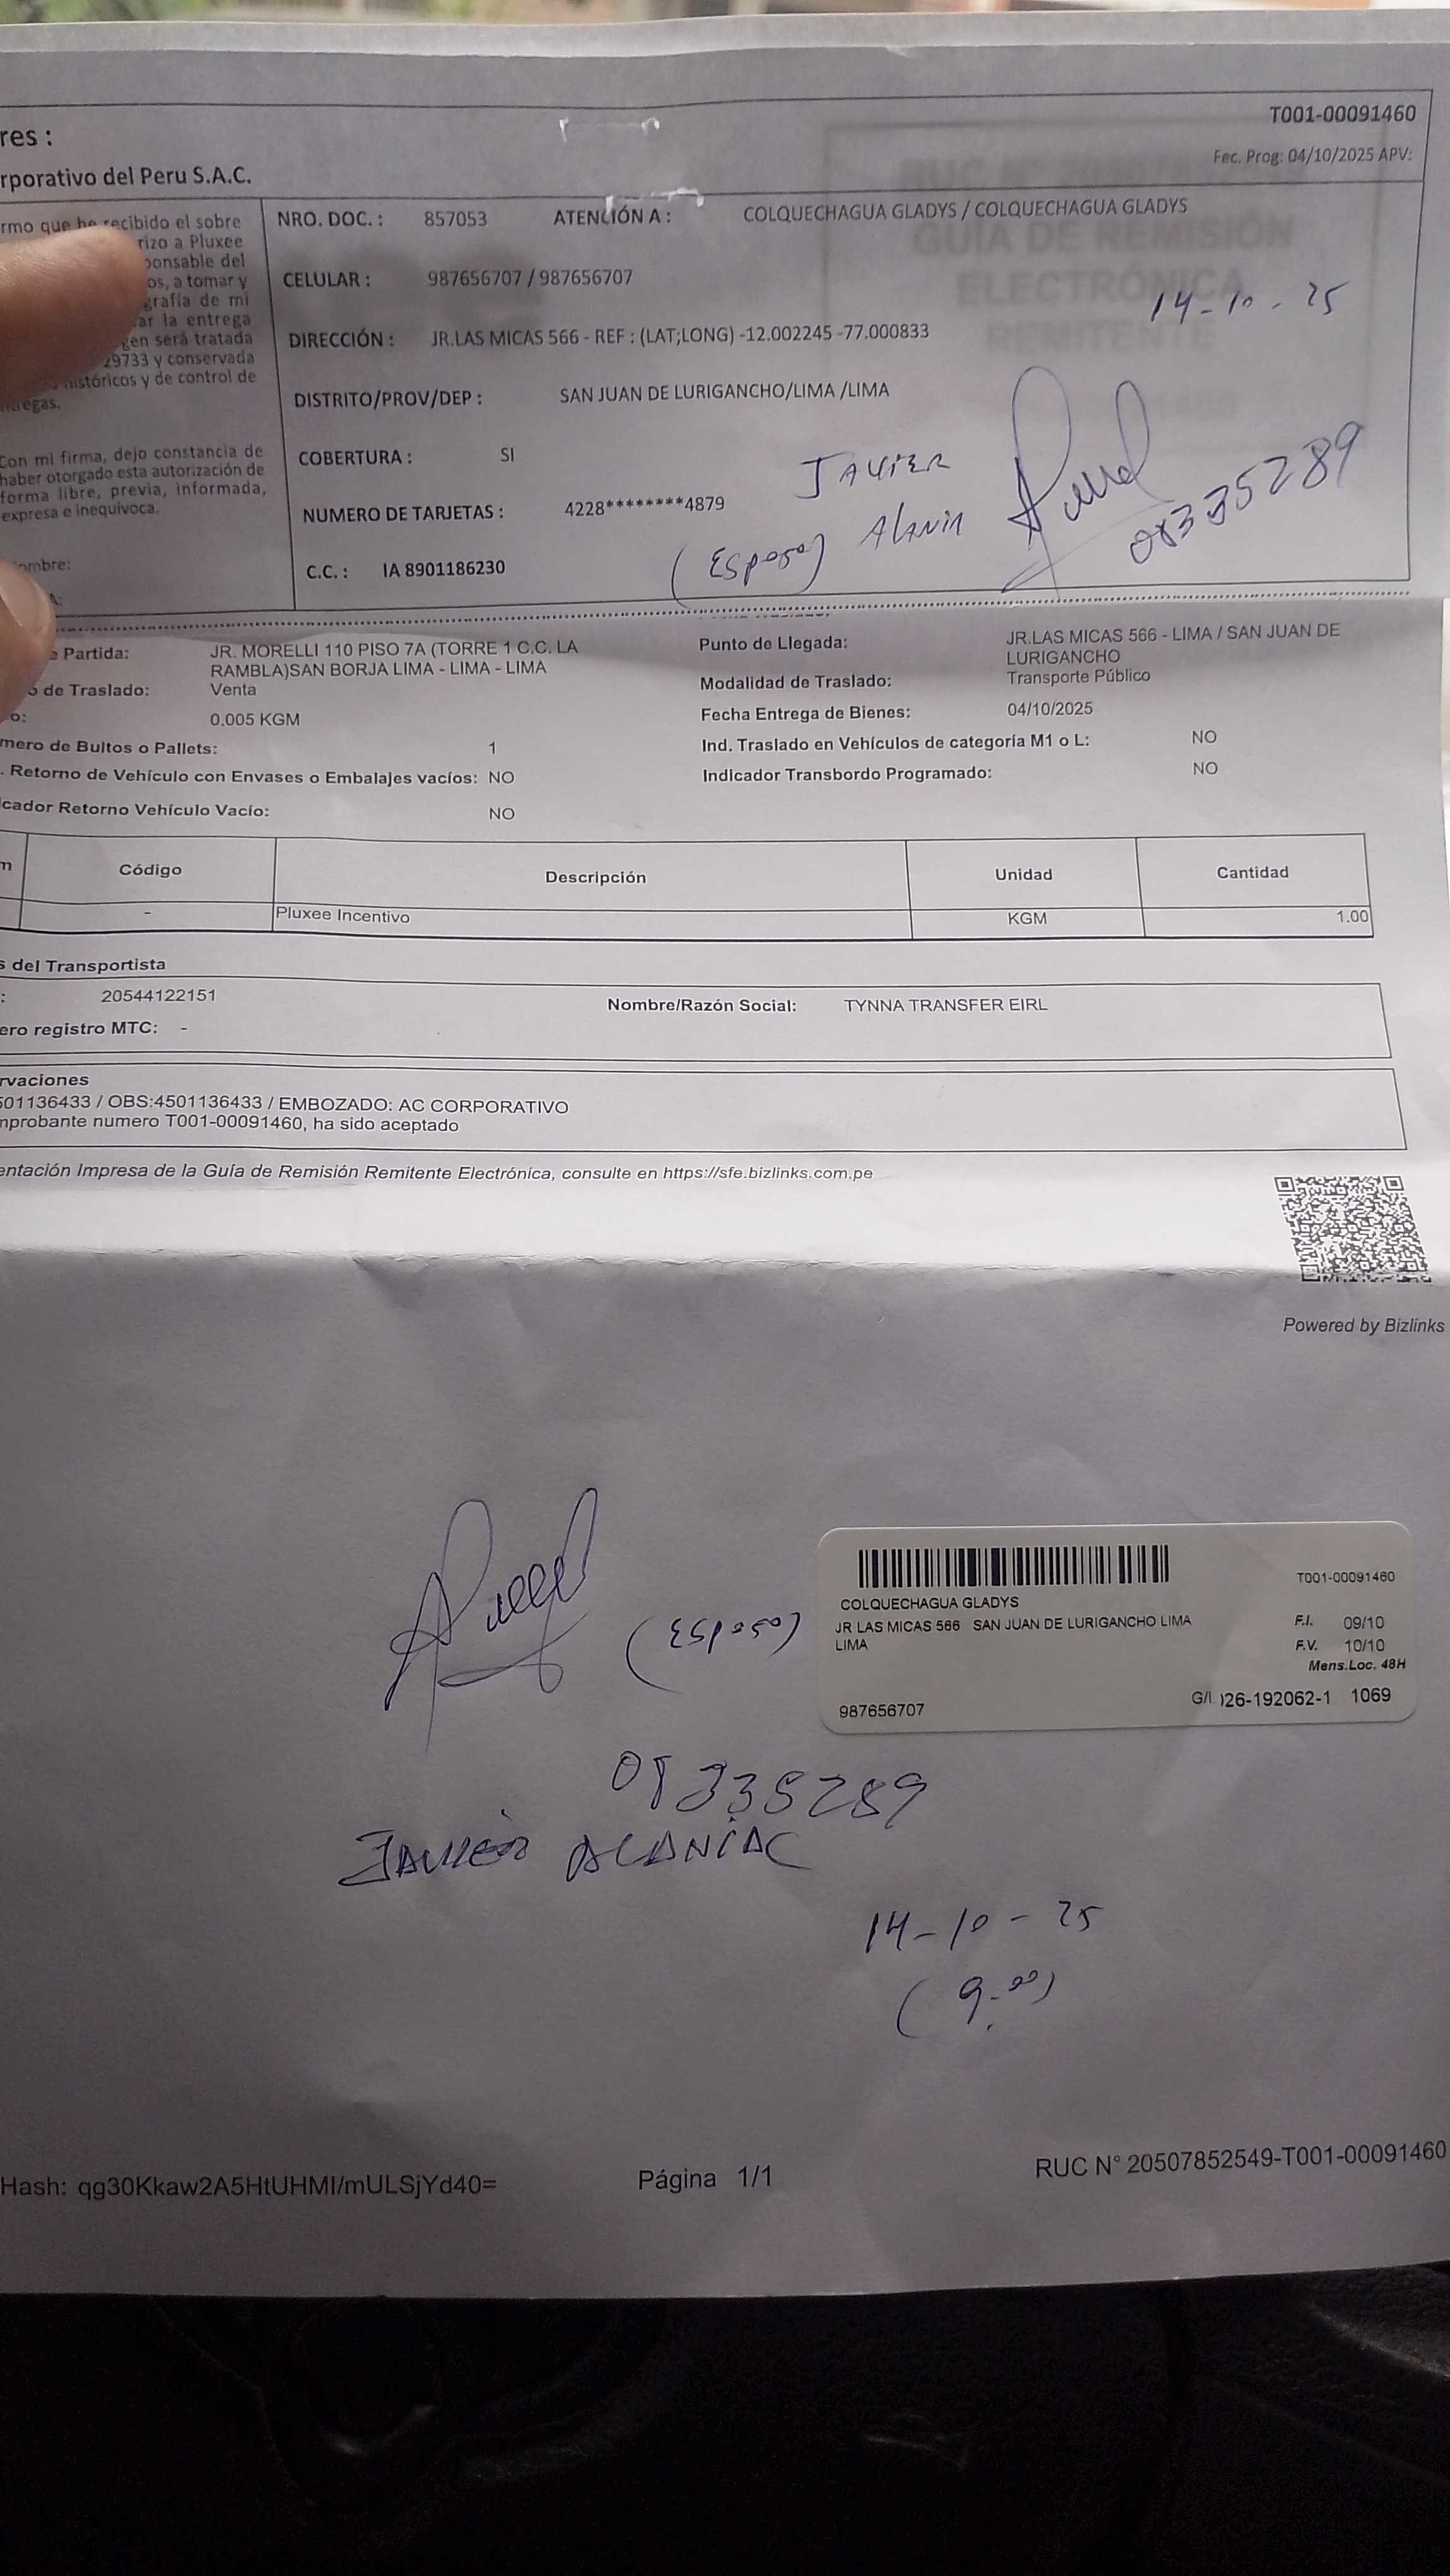 T001-00091460
res :
Fec. Prog: 04/10/2025 APV:
rporativo del Peru S.A.C.
rmo que he recibido el sobre
rizo a Pluxee
ponsable del
os, a tomar y
grafía de mi
ar la entrega
gen será tratada
29733 y conservada
históricos y de control de
egas.
Con mi firma, dejo constancia de
haber otorgado esta autorización de
forma libre, previa, informada,
expresa e inequívoca.
ombre:
NRO. DOC. : 857053 ATENCIÓN A : COLQUECHAGUA GLADYS / COLQUECHAGUA GLADYS
CELULAR : 987656707 / 987656707
14-10-25
DIRECCIÓN : JR.LAS MICAS 566 - REF : (LAT;LONG) -12.002245 -77.000833
DISTRITO/PROV/DEP : SAN JUAN DE LURIGANCHO/LIMA /LIMA
COBERTURA : SI
JAVIER
NUMERO DE TARJETAS : 4228********4879
(Esposo)
08335289
C.C. : IA 8901186230
RUC N°
GUÍA DE REMISIÓN
ELECTRÓNICA
REMITENTE
e Partida: JR. MORELLI 110 PISO 7A (TORRE 1 C.C. LA
RAMBLA)SAN BORJA LIMA - LIMA - LIMA
Punto de Llegada: JR.LAS MICAS 566 - LIMA / SAN JUAN DE
LURIGANCHO
o de Traslado: Venta
Modalidad de Traslado: Transporte Público
o: 0.005 KGM
Fecha Entrega de Bienes: 04/10/2025
mero de Bultos o Pallets: 1
Ind. Traslado en Vehículos de categoría M1 o L: NO
. Retorno de Vehículo con Envases o Embalajes vacíos: NO
Indicador Transbordo Programado: NO
cador Retorno Vehículo Vacío: NO
m Código Descripción Unidad Cantidad
- Pluxee Incentivo KGM 1.00
s del Transportista
: 20544122151 Nombre/Razón Social: TYNNA TRANSFER EIRL
ero registro MTC: -
rvaciones
501136433 / OBS:4501136433 / EMBOZADO: AC CORPORATIVO
mprobante numero T001-00091460, ha sido aceptado
entación Impresa de la Guía de Remisión Remitente Electrónica, consulte en https://sfe.bizlinks.com.pe
Powered by Bizlinks
(Esposo)
T001-00091460
COLQUECHAGUA GLADYS
JR LAS MICAS 566 SAN JUAN DE LURIGANCHO LIMA
LIMA
F.I. 09/10
F.V. 10/10
Mens.Loc. 48H
G/I. 026-192062-1 1069
987656707
08335289
JAVIER ALANIAC
14-10-25
(9.00)
Hash: qg30Kkaw2A5HtUHMI/mULSjYd40=
Página 1/1
RUC N° 20507852549-T001-00091460